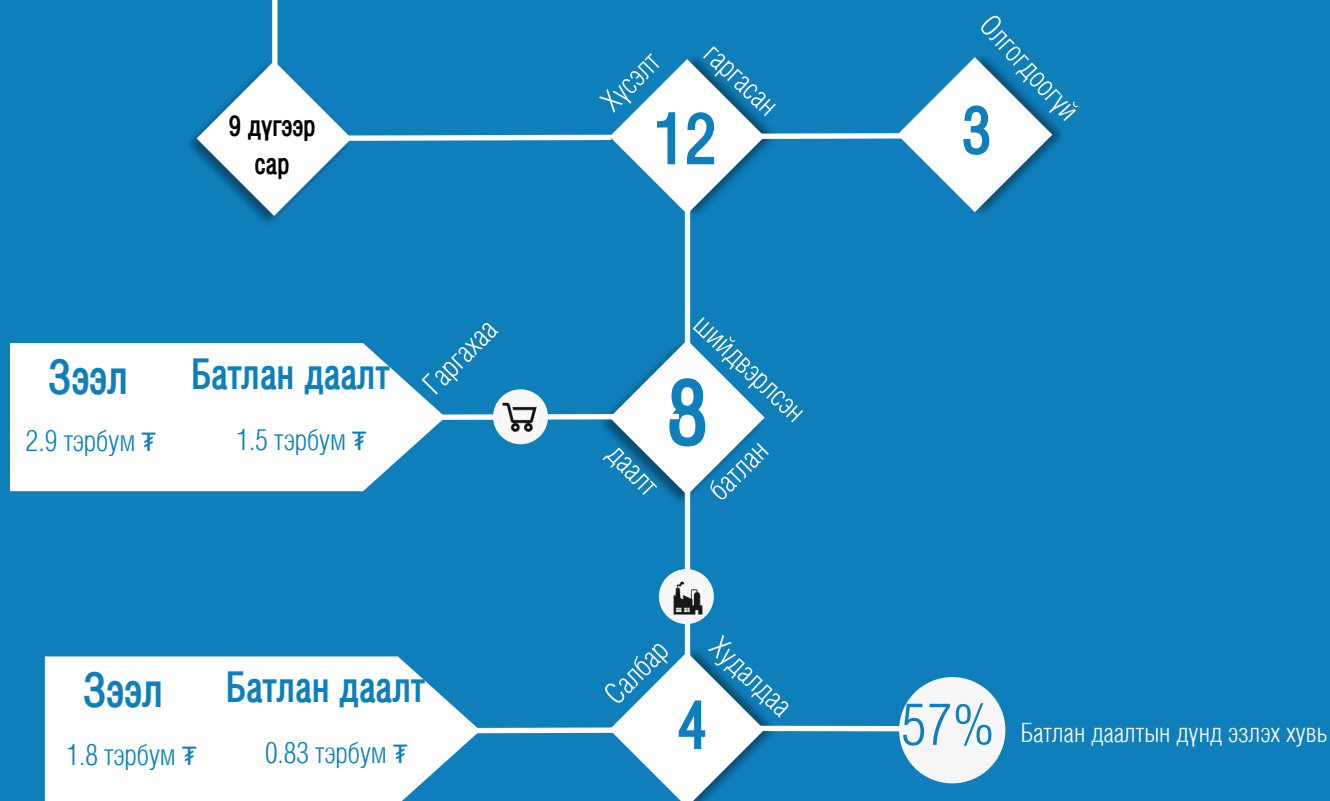 9 дүгээр
сар
Хүсэлт гаргасан
12
Олгогдоогүй
3
Зээл
Батлан даалт
2.9 тэрбум ₮
1.5 тэрбум ₮
Гаргахаа
шийдвэрлсэн
8
батлан
даалт
Зээл
Батлан даалт
1.8 тэрбум ₮
0.83 тэрбум ₮
Салбар
Худалдаа
4
57%
Батлан даалтын дүнд эзлэх хувь